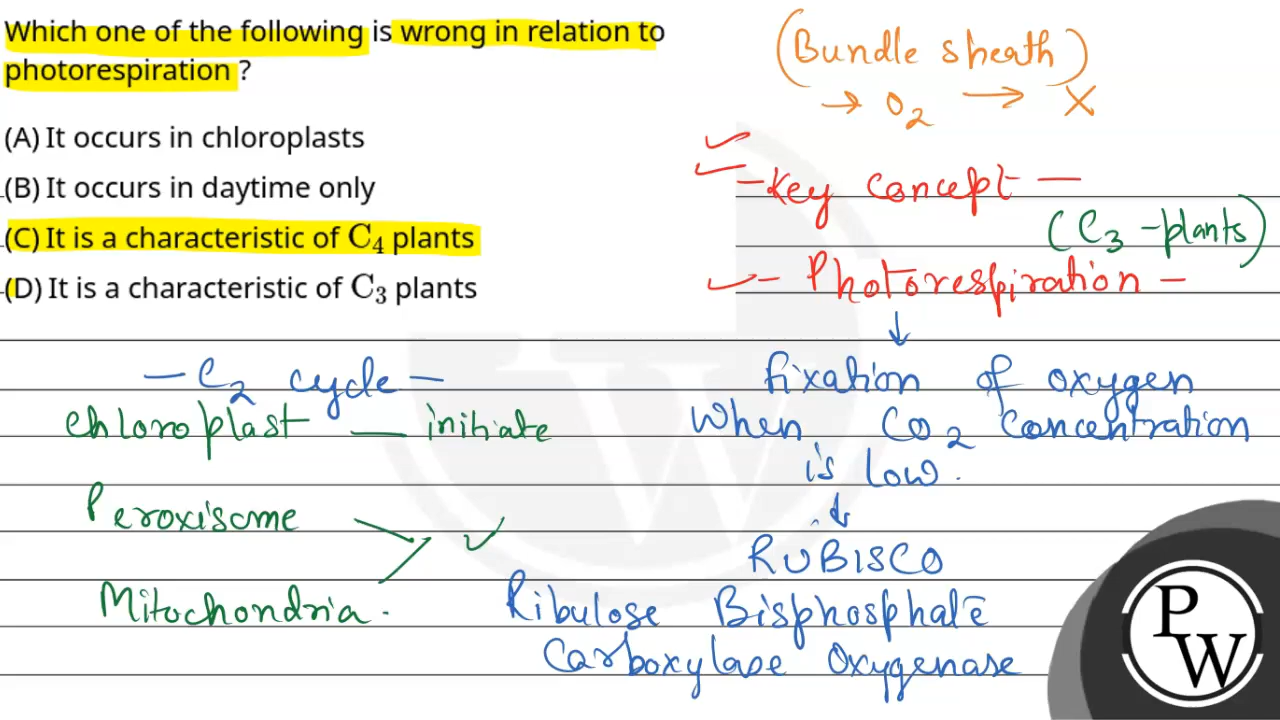 Which one of the following is wrong in relation to
photorespiration ?
(A) It occurs in chloroplasts
(B) It occurs in daytime only
(C) It is a characteristic of C₄ plants
(D) It is a characteristic of C₃ plants
(Bundle sheath)
→ O₂ → X
- Key concept -
(C₃ - plants)
- Photorespiration -
↓
fixation of oxygen
When CO₂ concentration
is low.
↓
RUBISCO
Ribulose Bisphosphate
Carboxylase Oxygenase
- C₂ cycle -
Chloroplast — initiate
Peroxisome
Mitochondria.
PW